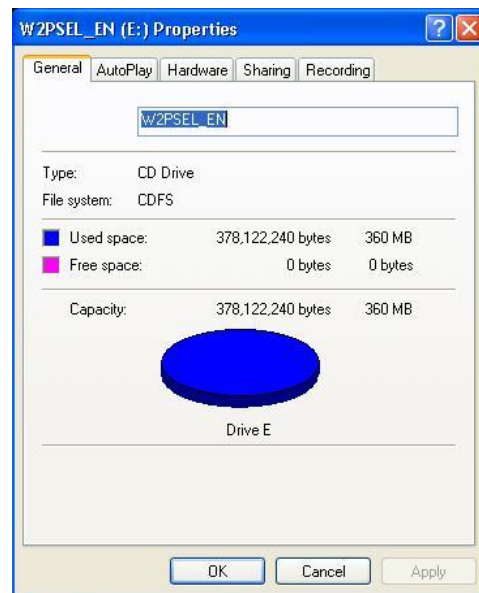 W2PSEL_EN (E:) Properties
General AutoPlay Hardware Sharing Recording
W2PSEL_EN
Type: CD Drive
File system: CDFS
Used space: 378,122,240 bytes 360 MB
Free space: 0 bytes 0 bytes
Capacity: 378,122,240 bytes 360 MB
Drive E
OK Cancel Apply